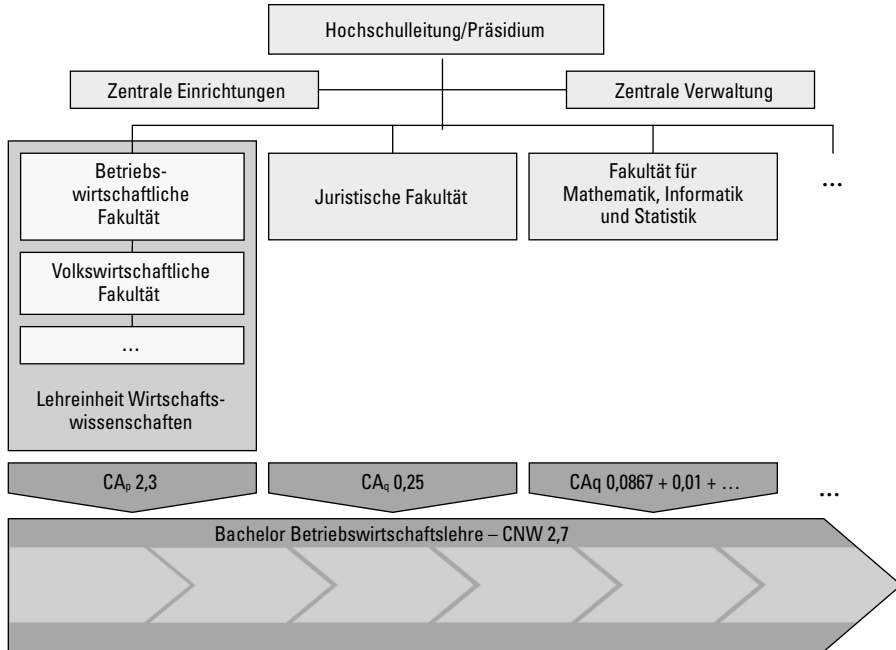 Hochschulleitung/Präsidium
Zentrale Einrichtungen
Zentrale Verwaltung
Betriebs-
wirtschaftliche
Fakultät
Juristische Fakultät
Fakultät für
Mathematik, Informatik
und Statistik
...
Volkswirtschaftliche
Fakultät
...
Lehreinheit Wirtschafts-
wissenschaften
CAₚ 2,3
CA_q 0,25
CAq 0,0867 + 0,01 + ...
...
Bachelor Betriebswirtschaftslehre – CNW 2,7